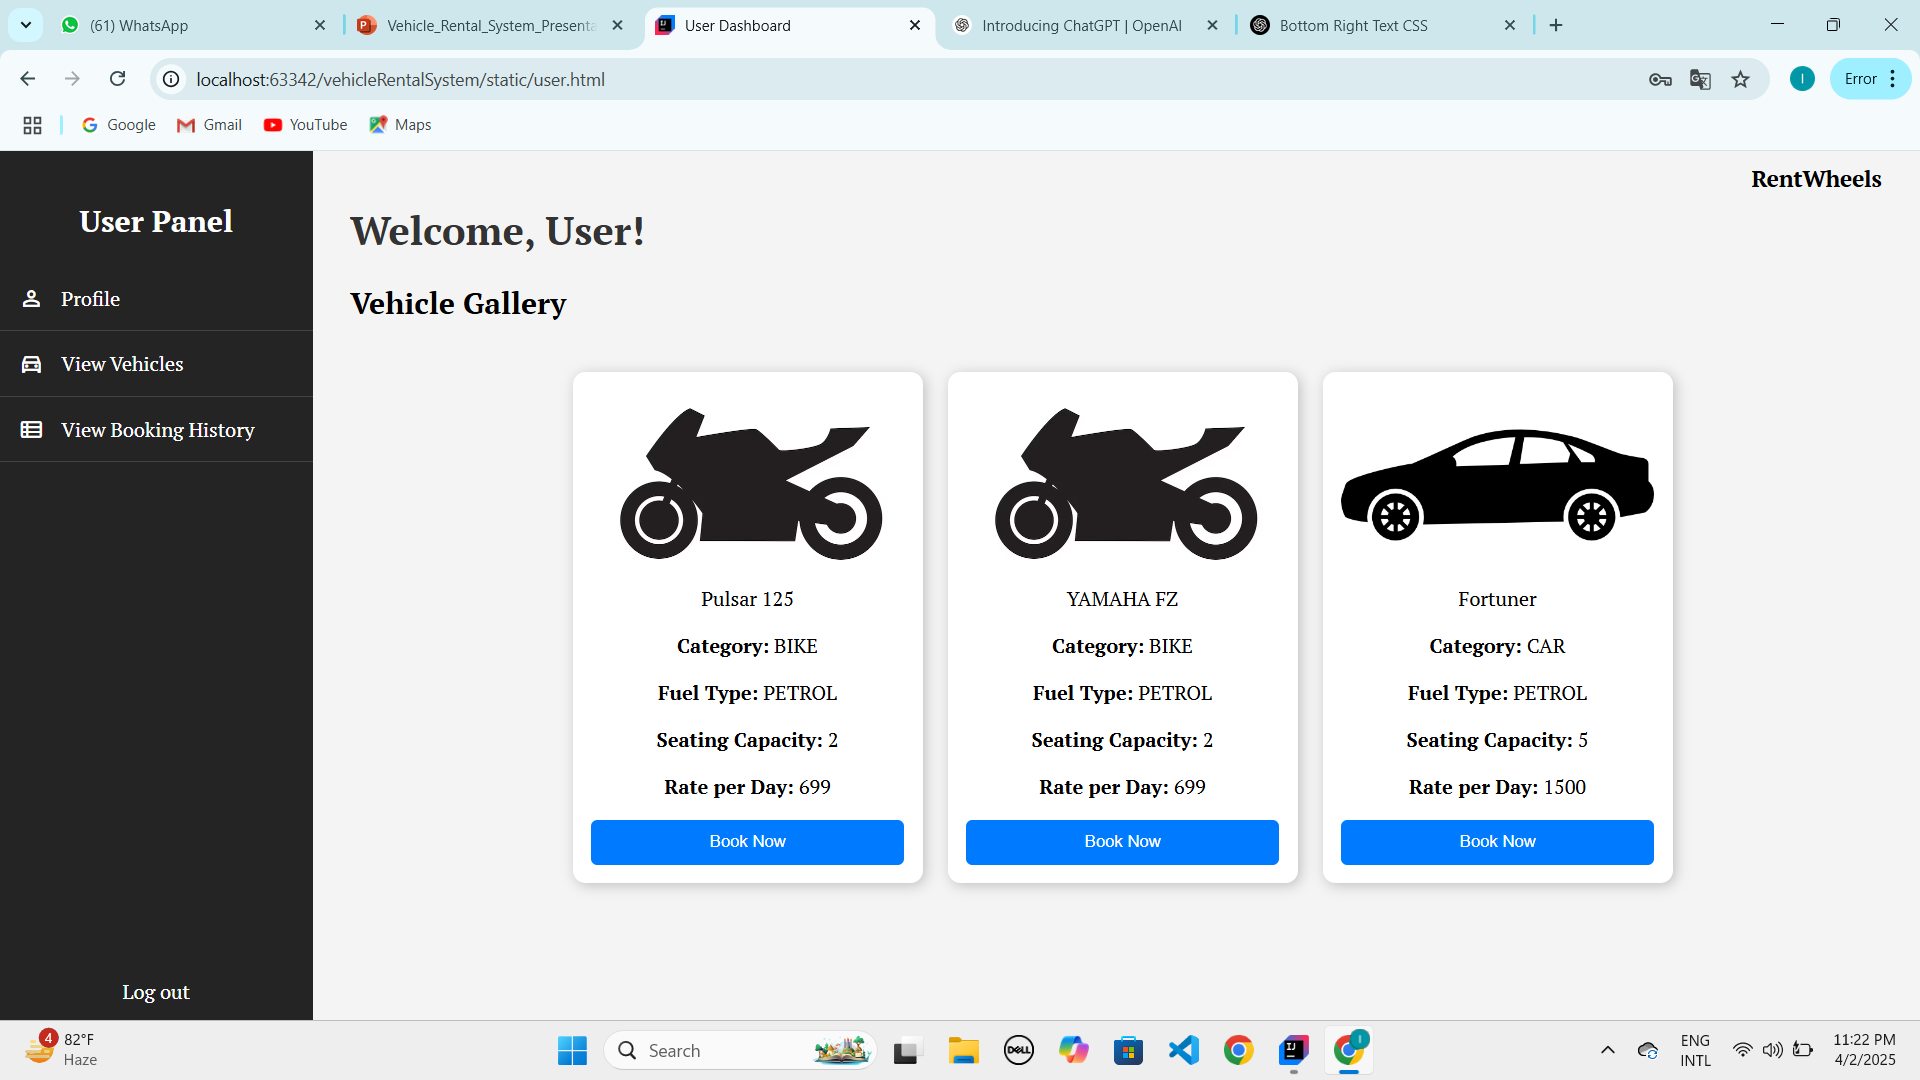 (61) WhatsApp
Vehicle_Rental_System_Presenta
User Dashboard
Introducing ChatGPT | OpenAI
Bottom Right Text CSS
localhost:63342/vehicleRentalSystem/static/user.html
I
Error
Google
Gmail
YouTube
Maps
RentWheels
User Panel
Profile
View Vehicles
View Booking History
Log out
Welcome, User!
Vehicle Gallery
Pulsar 125
Category: BIKE
Fuel Type: PETROL
Seating Capacity: 2
Rate per Day: 699
Book Now
YAMAHA FZ
Category: BIKE
Fuel Type: PETROL
Seating Capacity: 2
Rate per Day: 699
Book Now
Fortuner
Category: CAR
Fuel Type: PETROL
Seating Capacity: 5
Rate per Day: 1500
Book Now
4
82°F
Haze
Search
DELL
IJ
I
ENG
INTL
11:22 PM
4/2/2025